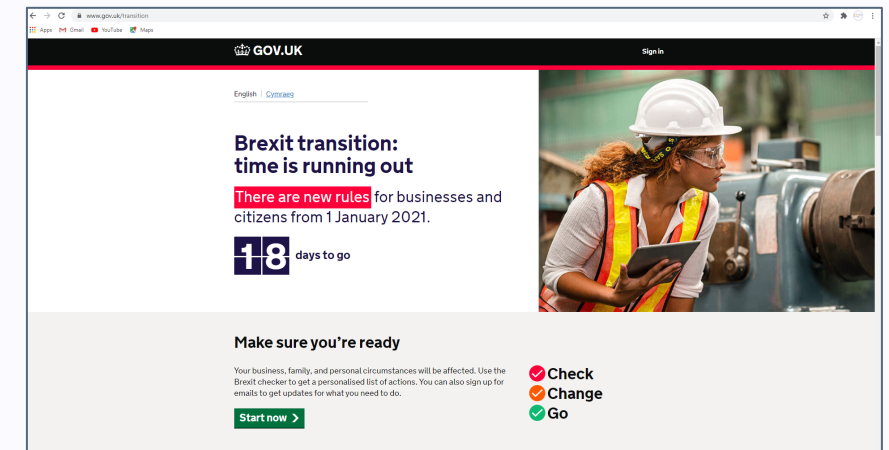 www.gov.uk/transition
Apps Gmail YouTube Maps
GOV.UK Sign in
English | Cymraeg
Brexit transition:
time is running out
There are new rules for businesses and
citizens from 1 January 2021.
18 days to go
Make sure you're ready
Your business, family, and personal circumstances will be affected. Use the
Brexit checker to get a personalised list of actions. You can also sign up for
emails to get updates for what you need to do.
Start now
Check
Change
Go